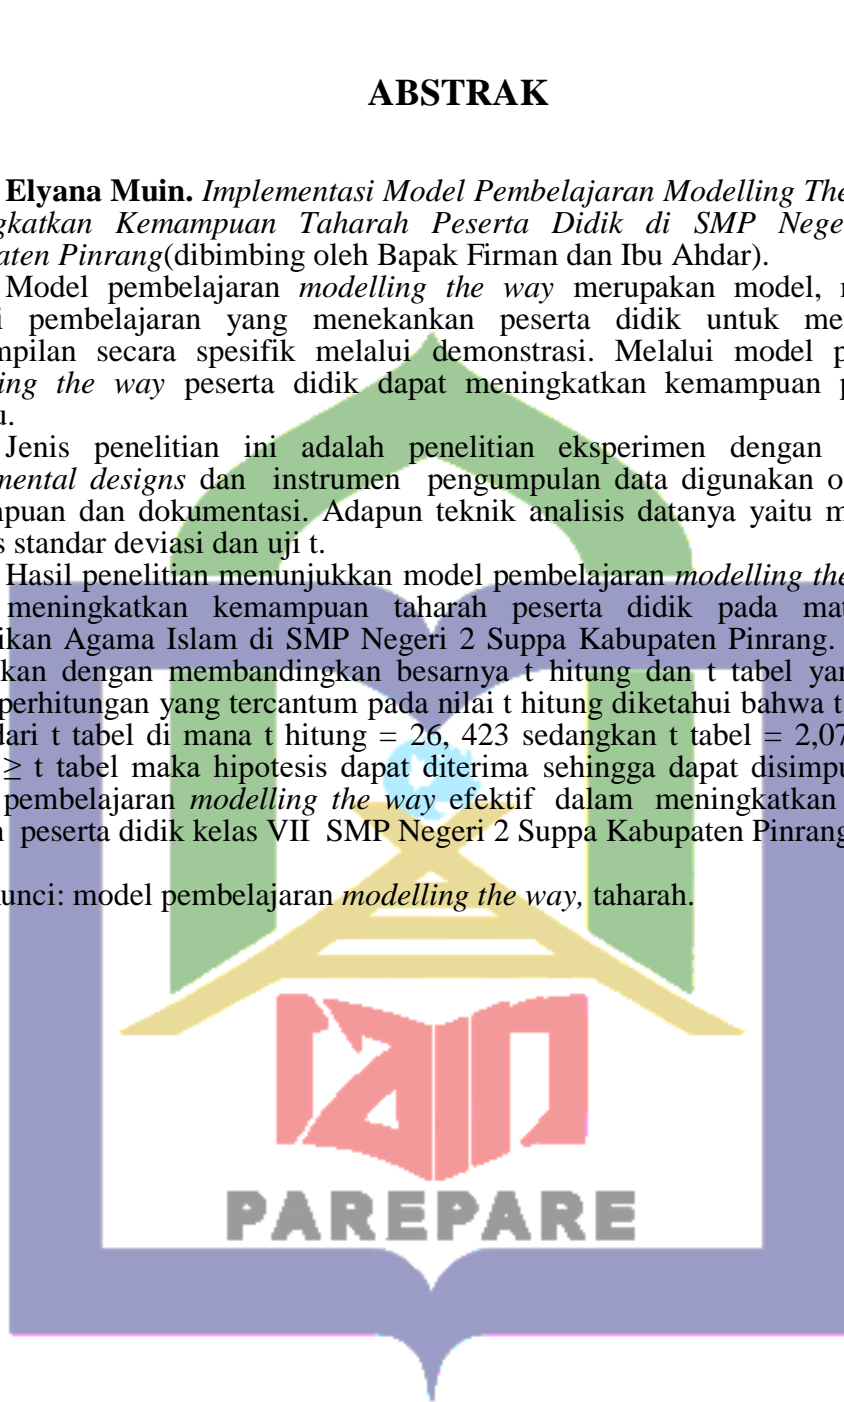 ABSTRAK
Elyana Muin. Implementasi Model Pembelajaran Modelling The
gkatkan Kemampuan Taharah Peserta Didik di SMP Nege
aten Pinrang(dibimbing oleh Bapak Firman dan Ibu Ahdar).
Model pembelajaran modelling the way merupakan model,
i pembelajaran yang menekankan peserta didik untuk me
mpilan secara spesifik melalui demonstrasi. Melalui model p
ing the way peserta didik dapat meningkatkan kemampuan p
u.
Jenis penelitian ini adalah penelitian eksperimen dengan
mental designs dan instrumen pengumpulan data digunakan o
puan dan dokumentasi. Adapun teknik analisis datanya yaitu m
s standar deviasi dan uji t.
Hasil penelitian menunjukkan model pembelajaran modelling the
meningkatkan kemampuan taharah peserta didik pada mat
ikan Agama Islam di SMP Negeri 2 Suppa Kabupaten Pinrang.
kan dengan membandingkan besarnya t hitung dan t tabel yan
perhitungan yang tercantum pada nilai t hitung diketahui bahwa t
dari t tabel di mana t hitung = 26, 423 sedangkan t tabel = 2,07
≥ t tabel maka hipotesis dapat diterima sehingga dapat disimpu
pembelajaran modelling the way efektif dalam meningkatkan
peserta didik kelas VII SMP Negeri 2 Suppa Kabupaten Pinrang
unci: model pembelajaran modelling the way, taharah.
iain
PAREPARE